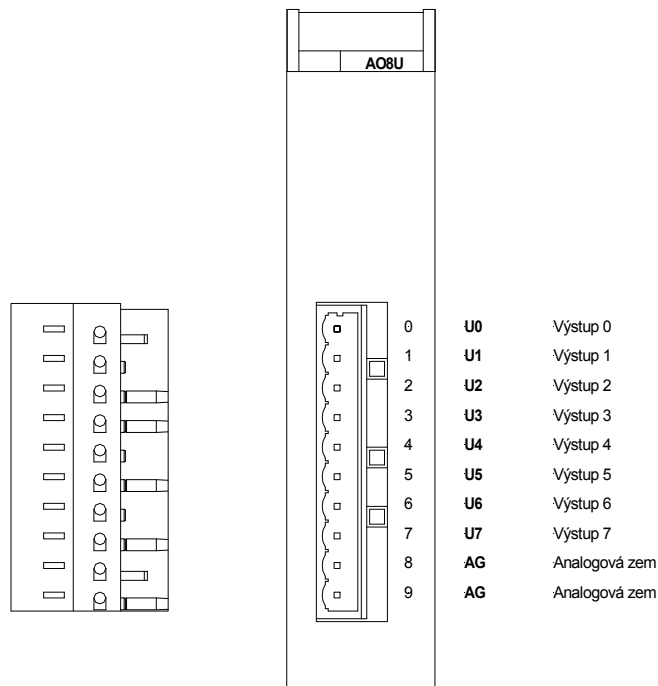 AO8U
0 U0 Výstup 0
1 U1 Výstup 1
2 U2 Výstup 2
3 U3 Výstup 3
4 U4 Výstup 4
5 U5 Výstup 5
6 U6 Výstup 6
7 U7 Výstup 7
8 AG Analogová zem
9 AG Analogová zem